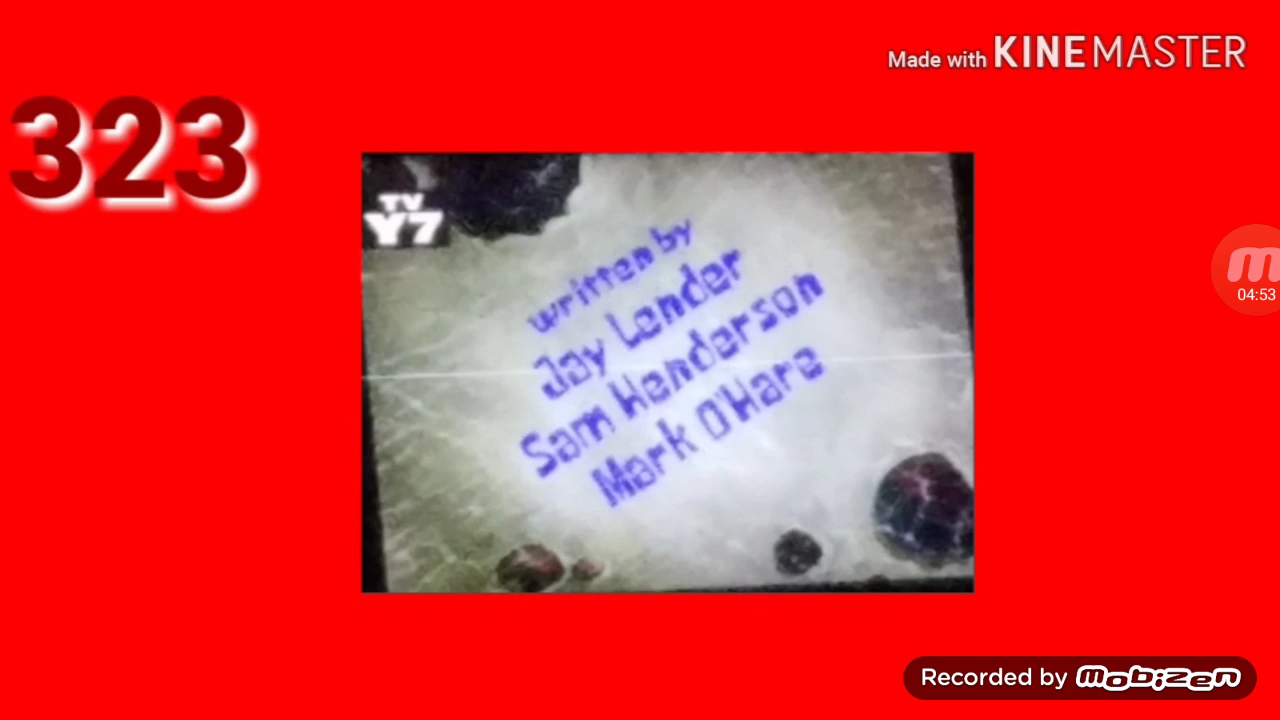 Made with KINEMASTER
323
TV
Y7
written by
Jay Lender
Sam Henderson
Mark O'Hare
04:53
Recorded by mobizen